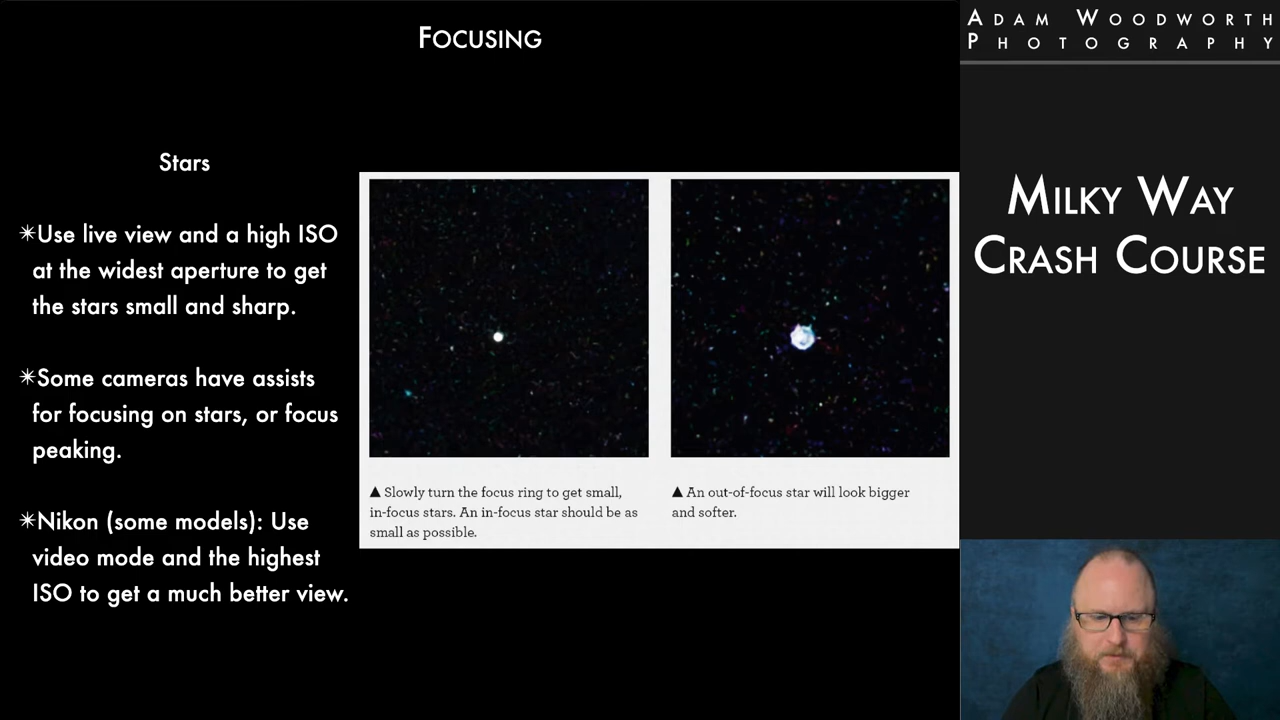 FOCUSING
Stars
✴Use live view and a high ISO
at the widest aperture to get
the stars small and sharp.
✴Some cameras have assists
for focusing on stars, or focus
peaking.
✴Nikon (some models): Use
video mode and the highest
ISO to get a much better view.
▲ Slowly turn the focus ring to get small,
in-focus stars. An in-focus star should be as
small as possible.
▲ An out-of-focus star will look bigger
and softer.
ADAM WOODWORTH
PHOTOGRAPHY
MILKY WAY
CRASH COURSE